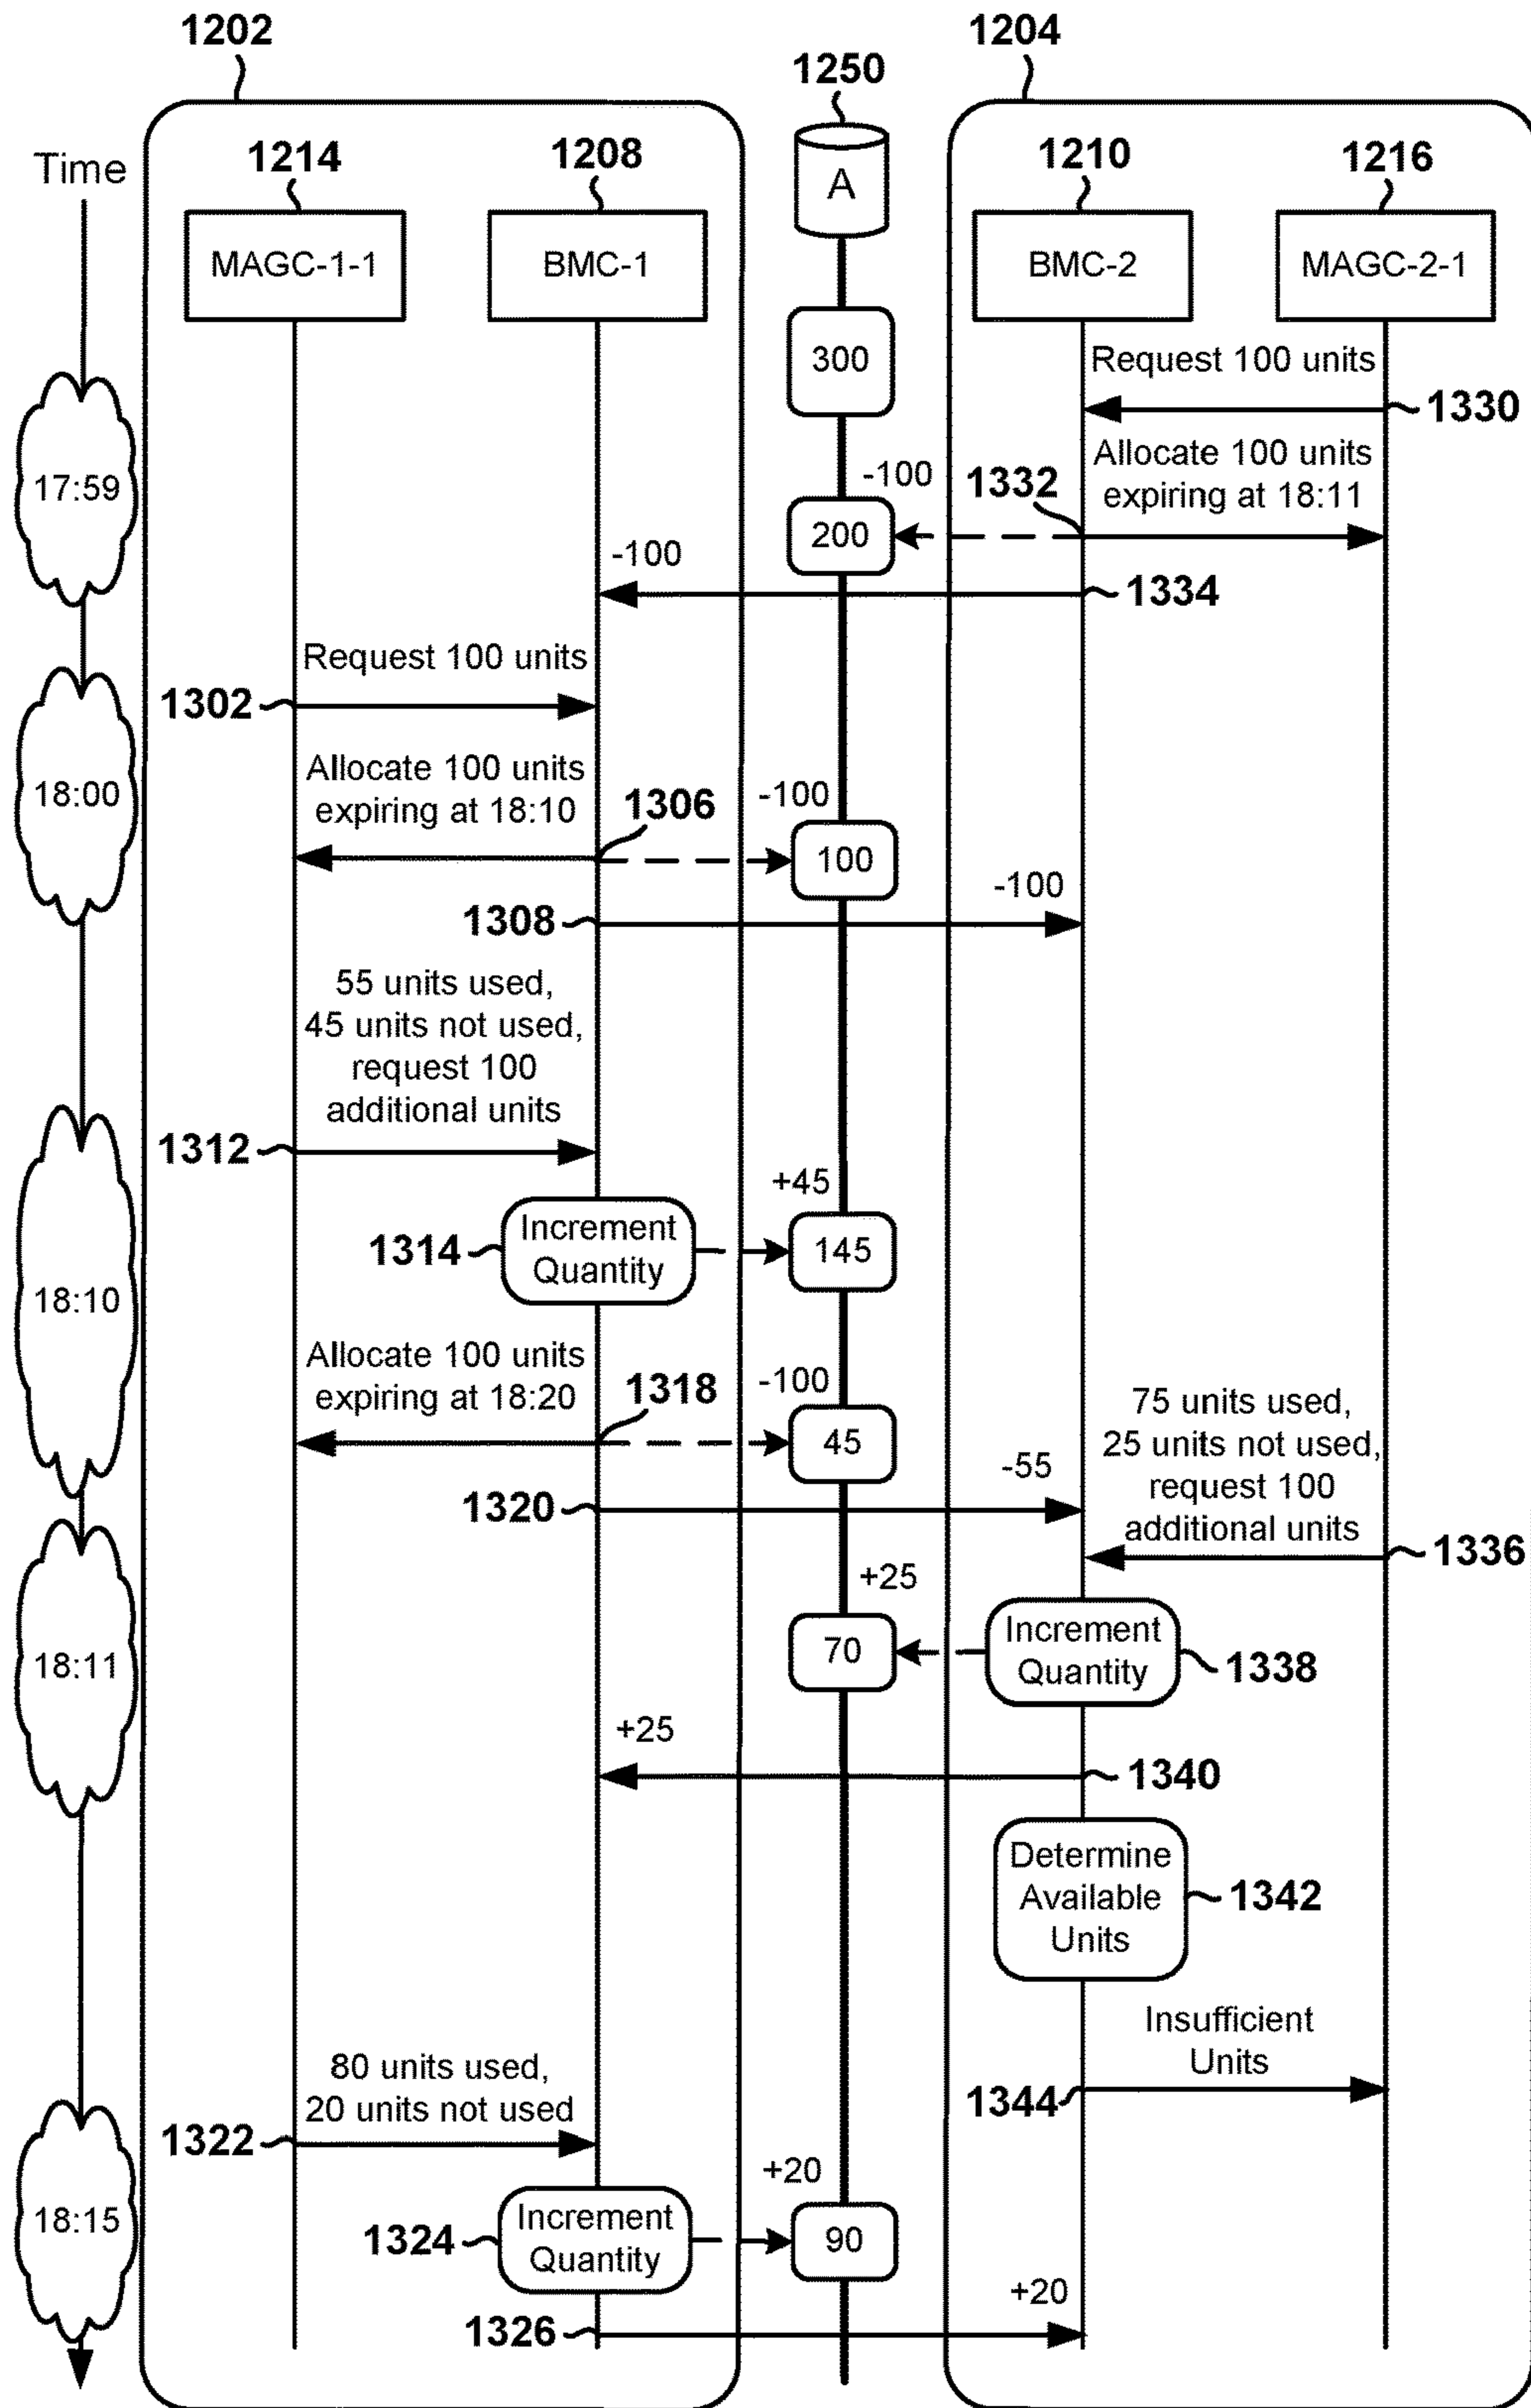 1202
1204
1250
Time
1214
1208
A
1210
1216
MAGC-1-1
BMC-1
BMC-2
MAGC-2-1
300
Request 100 units
1330
17:59
-100
1332
Allocate 100 units
expiring at 18:11
200
-100
1334
Request 100 units
1302
18:00
Allocate 100 units
expiring at 18:10
1306
-100
100
-100
1308
55 units used,
45 units not used,
request 100
additional units
1312
+45
1314
Increment
Quantity
145
18:10
Allocate 100 units
expiring at 18:20
1318
-100
45
75 units used,
25 units not used,
request 100
additional units
-55
1320
1336
+25
18:11
70
Increment
Quantity
1338
+25
1340
Determine
Available
Units
1342
Insufficient
Units
1344
80 units used,
20 units not used
1322
+20
18:15
1324
Increment
Quantity
90
+20
1326